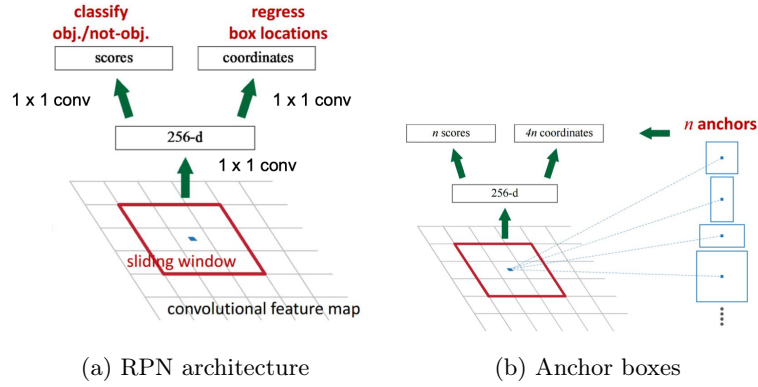 classify
obj./not-obj.
regress
box locations
scores
coordinates
1 x 1 conv
1 x 1 conv
256-d
1 x 1 conv
sliding window
convolutional feature map
(a) RPN architecture
n scores
4n coordinates
n anchors
256-d
(b) Anchor boxes